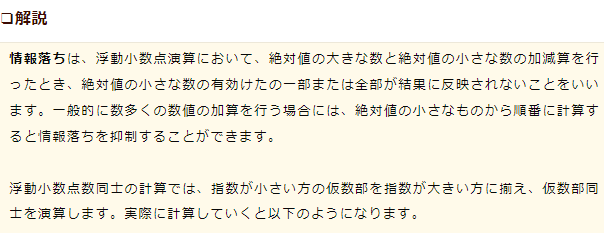 ❏解説
情報落ちは、浮動小数点演算において、絶対値の大きな数と絶対値の小さな数の加減算を行
ったとき、絶対値の小さな数の有効けたの一部または全部が結果に反映されないことをいい
ます。一般的に数多くの数値の加算を行う場合には、絶対値の小さなものから順番に計算す
ると情報落ちを抑制することができます。
浮動小数点数同士の計算では、指数が小さい方の仮数部を指数が大きい方に揃え、仮数部同
士を演算します。実際に計算していくと以下のようになります。